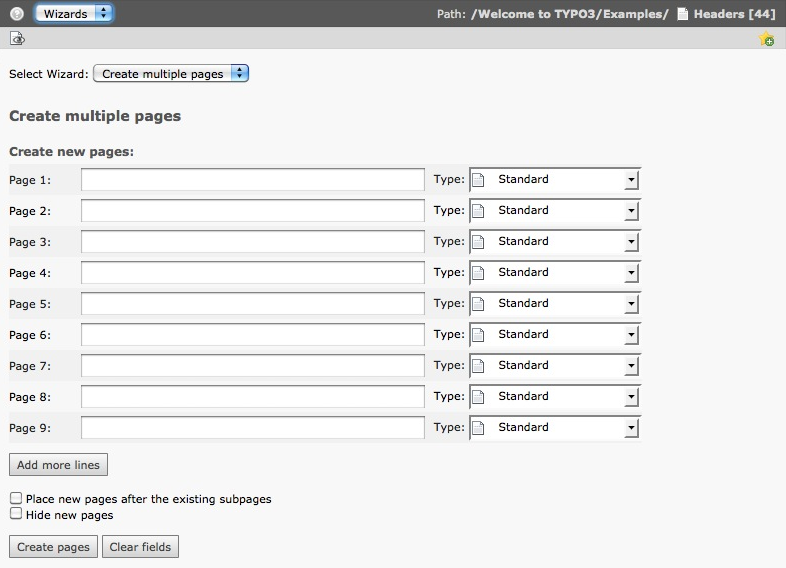 Wizards Path: /Welcome to TYPO3/Examples/ Headers [44]
Select Wizard: Create multiple pages
Create multiple pages
Create new pages:
Page 1: Type: Standard
Page 2: Type: Standard
Page 3: Type: Standard
Page 4: Type: Standard
Page 5: Type: Standard
Page 6: Type: Standard
Page 7: Type: Standard
Page 8: Type: Standard
Page 9: Type: Standard
Add more lines
Place new pages after the existing subpages
Hide new pages
Create pages Clear fields